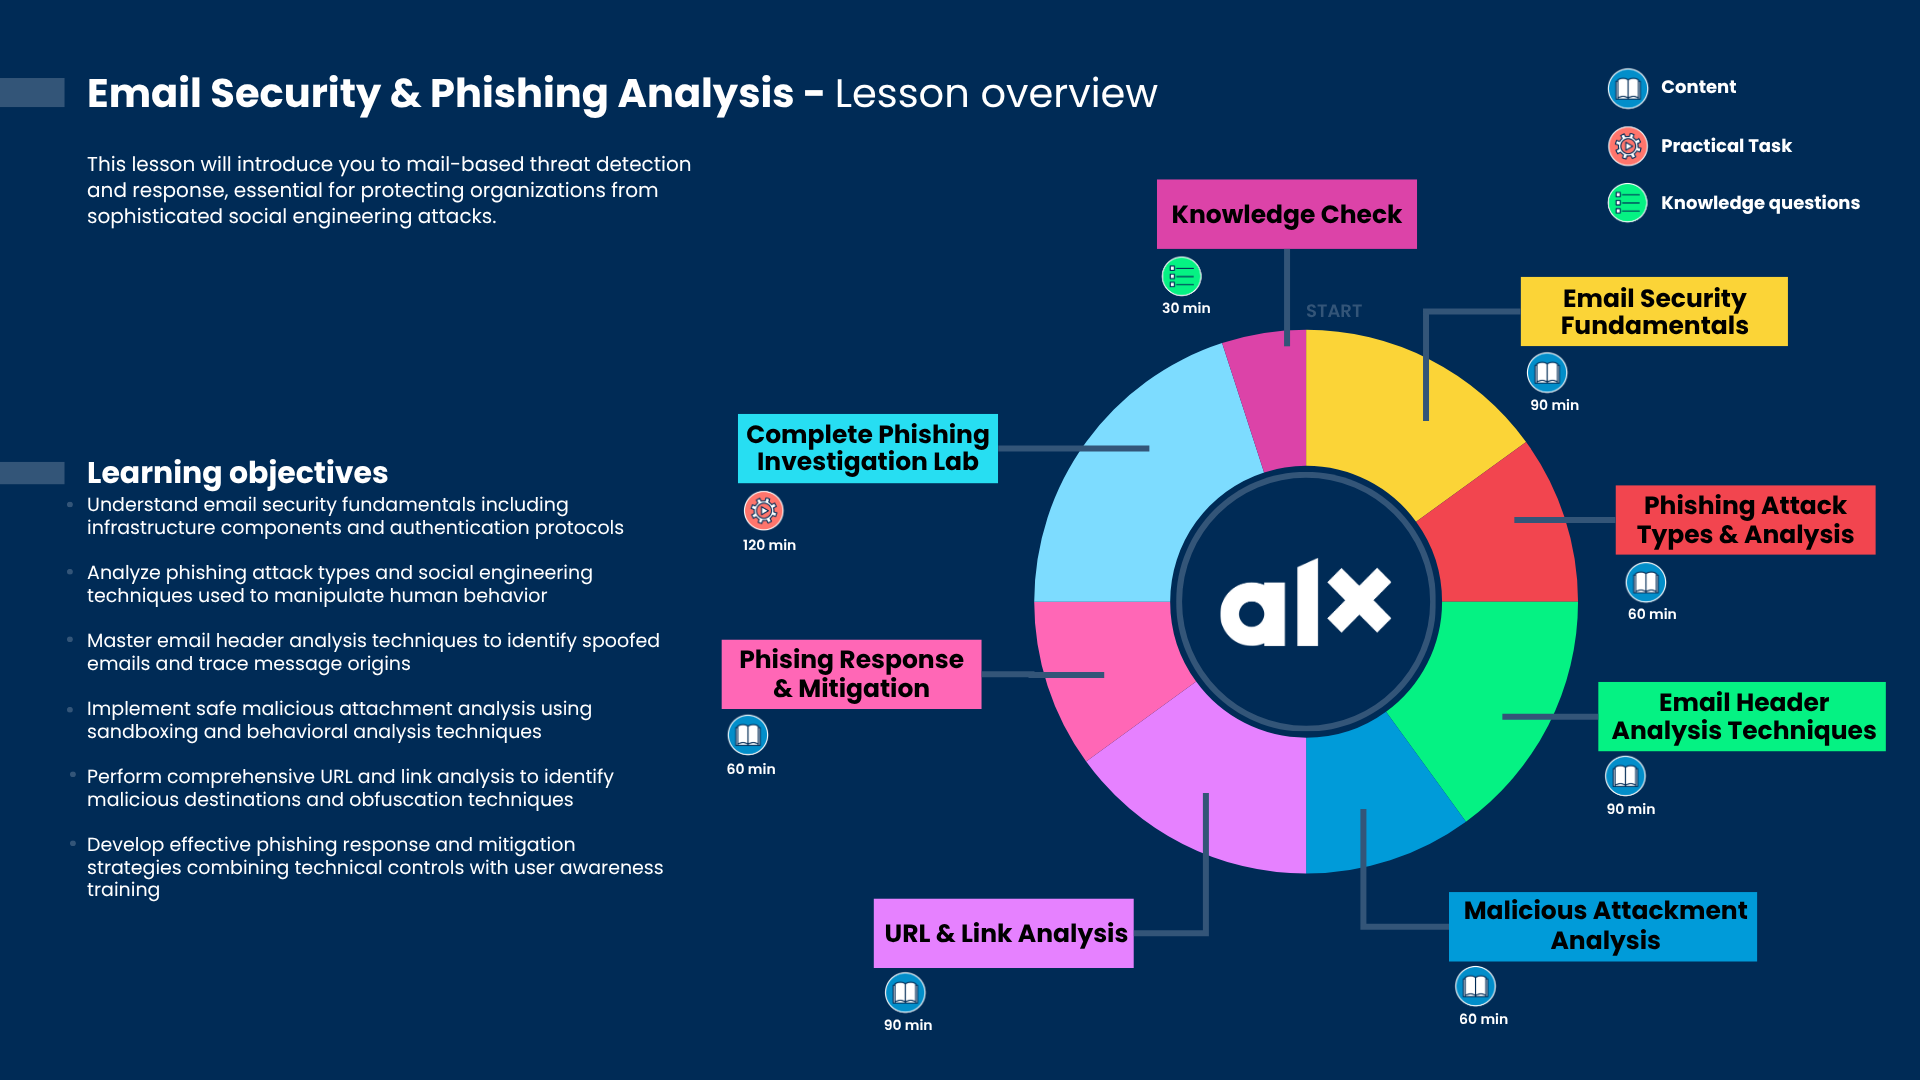 Email Security & Phishing Analysis - Lesson overview
This lesson will introduce you to mail-based threat detection
and response, essential for protecting organizations from
sophisticated social engineering attacks.
Content
Practical Task
Knowledge questions
Knowledge Check
30 min
START
Email Security
Fundamentals
90 min
Complete Phishing
Investigation Lab
120 min
Phishing Attack
Types & Analysis
60 min
alx
Phising Response
& Mitigation
60 min
Email Header
Analysis Techniques
90 min
URL & Link Analysis
90 min
Malicious Attackment
Analysis
60 min
Learning objectives
Understand email security fundamentals including
infrastructure components and authentication protocols
Analyze phishing attack types and social engineering
techniques used to manipulate human behavior
Master email header analysis techniques to identify spoofed
emails and trace message origins
Implement safe malicious attachment analysis using
sandboxing and behavioral analysis techniques
Perform comprehensive URL and link analysis to identify
malicious destinations and obfuscation techniques
Develop effective phishing response and mitigation
strategies combining technical controls with user awareness
training